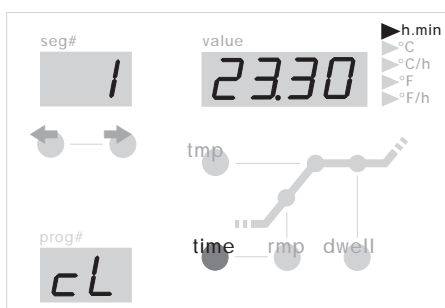 seg#
value
h.min
°C
°C/h
°F
°F/h
1
23.30
tmp
prog#
time rmp dwell
cL